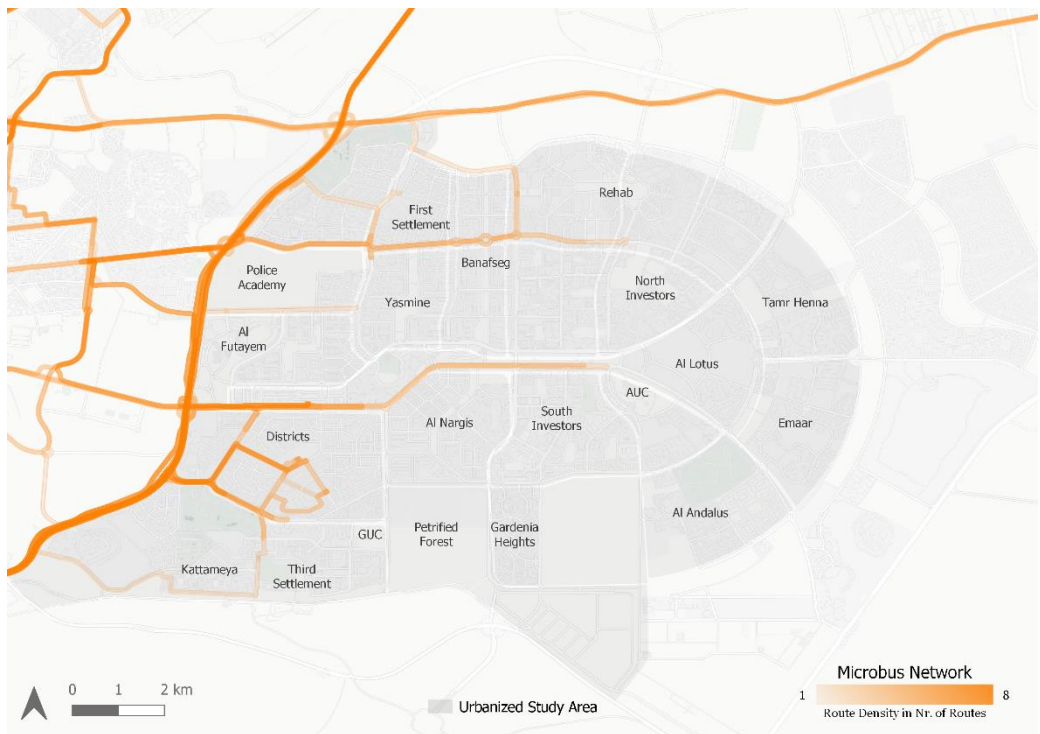 Rehab
First
Settlement
Banafseg
Police
Academy
North
Investors
Yasmine
Tamr Henna
Al
Futayem
Al Lotus
AUC
Al Nargis
South
Investors
Emaar
Districts
Al Andalus
GUC
Petrified
Forest
Gardenia
Heights
Kattameya
Third
Settlement
0 1 2 km
Urbanized Study Area
Microbus Network
1 8
Route Density in Nr. of Routes